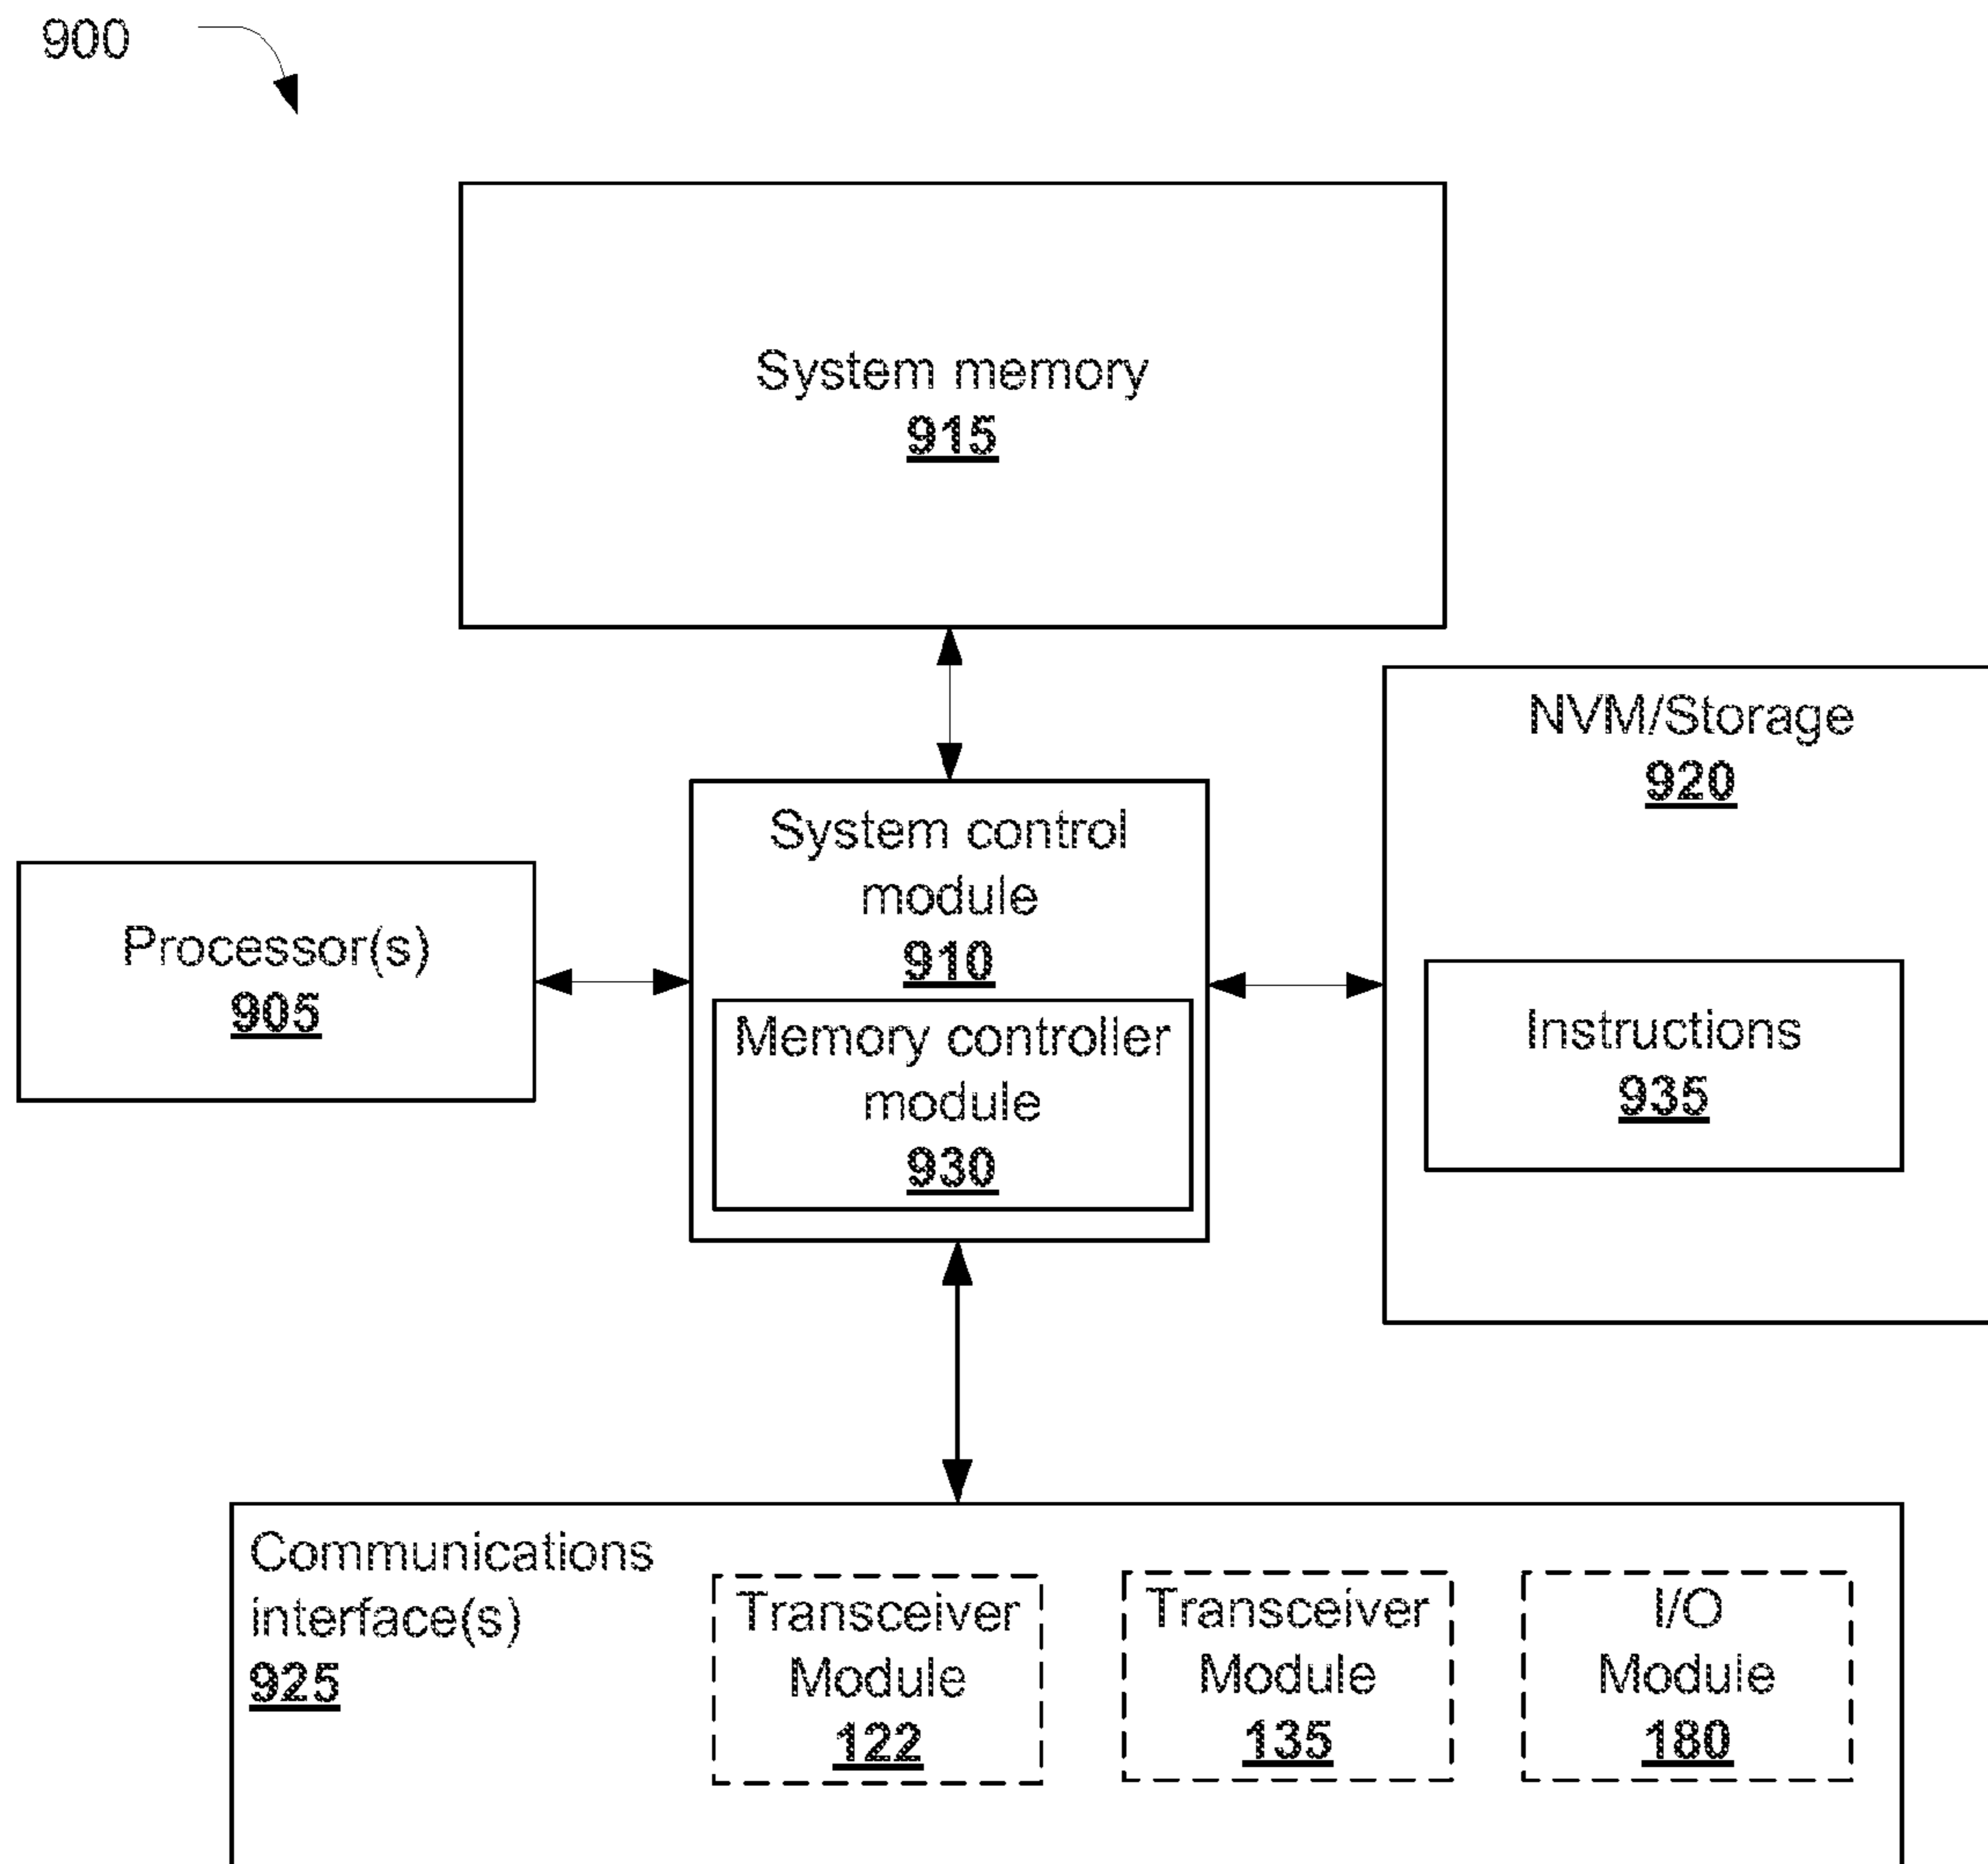 900
System memory
915
NVM/Storage
920
System control
module
910
Processor(s)
905
Memory controller
module
930
Instructions
935
Communications
interface(s)
925
Transceiver
Module
122
Transceiver
Module
135
I/O
Module
180